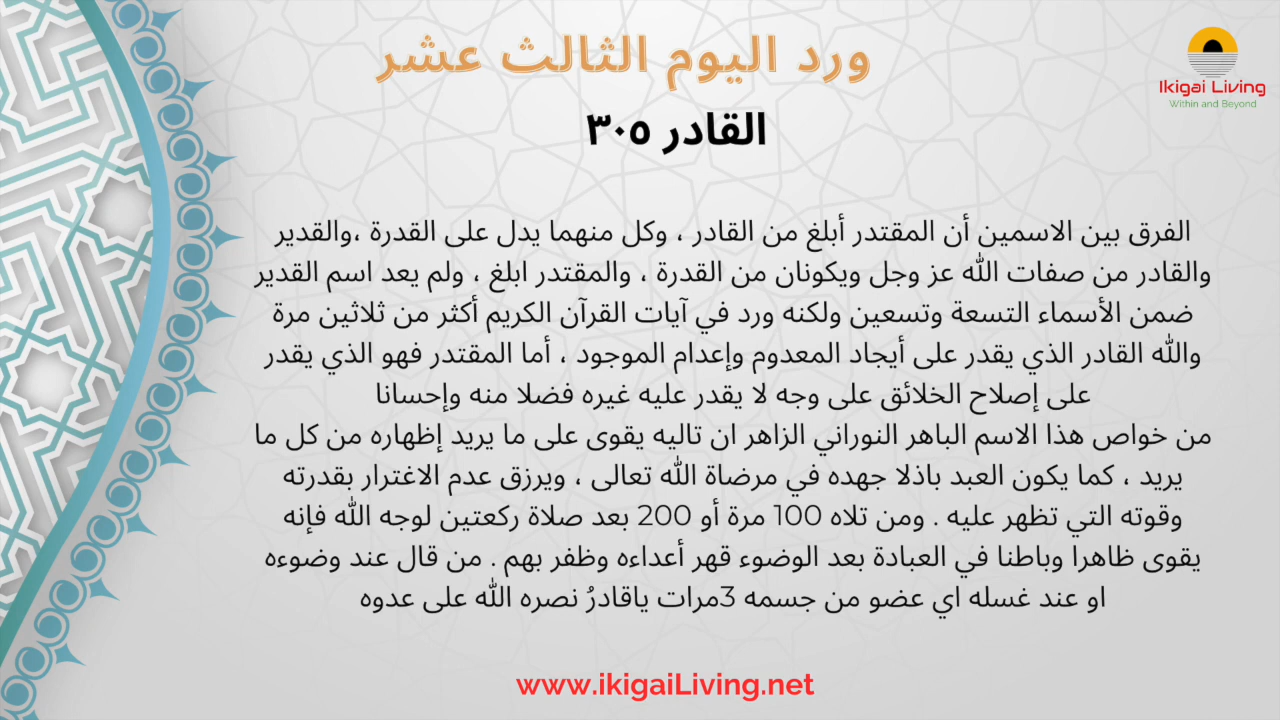 ورد اليوم الثالث عشر
Ikigai Living
Within and Beyond
القادر ٣٠٥
الفرق بين الاسمين أن المقتدر أبلغ من القادر ، وكل منهما يدل على القدرة ،والقدير
والقادر من صفات الله عز وجل ويكونان من القدرة ، والمقتدر ابلغ ، ولم يعد اسم القدير
ضمن الأسماء التسعة وتسعين ولكنه ورد في آيات القرآن الكريم أكثر من ثلاثين مرة
والله القادر الذي يقدر على أيجاد المعدوم وإعدام الموجود ، أما المقتدر فهو الذي يقدر
على إصلاح الخلائق على وجه لا يقدر عليه غيره فضلا منه وإحسانا
من خواص هذا الاسم الباهر النوراني الزاهر ان تاليه يقوى على ما يريد إظهاره من كل ما
يريد ، كما يكون العبد باذلا جهده في مرضاة الله تعالى ، ويرزق عدم الاغترار بقدرته
وقوته التي تظهر عليه . ومن تلاه 100 مرة أو 200 بعد صلاة ركعتين لوجه الله فإنه
يقوى ظاهرا وباطنا في العبادة بعد الوضوء قهر أعداءه وظفر بهم . من قال عند وضوءه
او عند غسله اي عضو من جسمه 3مرات ياقادرُ نصره الله على عدوه
www.ikigaiLiving.net